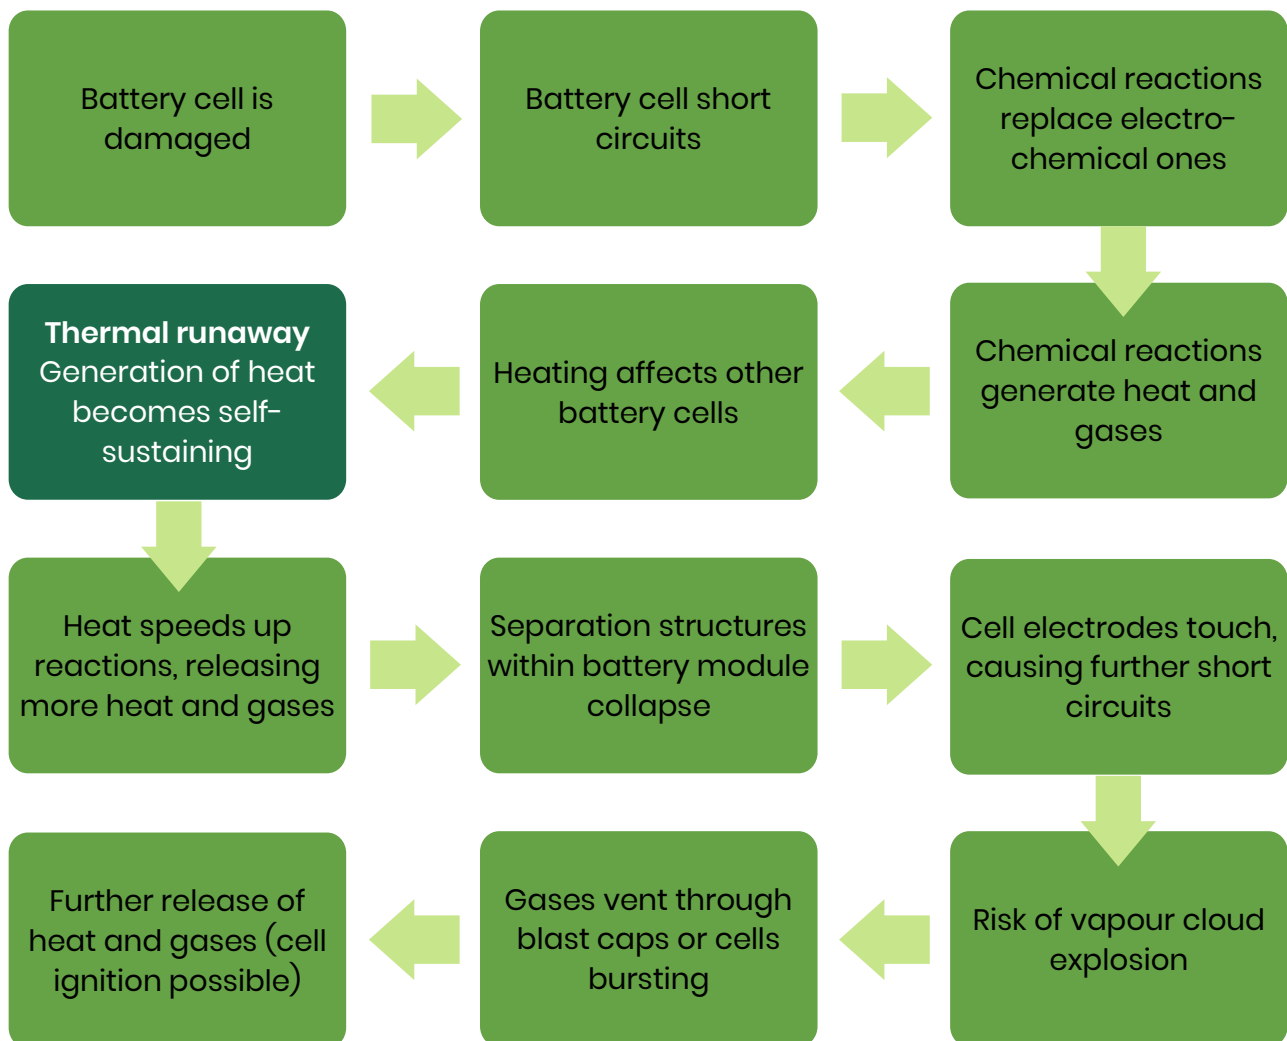 Battery cell is
damaged
Battery cell short
circuits
Chemical reactions
replace electro-
chemical ones
Chemical reactions
generate heat and
gases
Heating affects other
battery cells
Thermal runaway
Generation of heat
becomes self-
sustaining
Heat speeds up
reactions, releasing
more heat and gases
Separation structures
within battery module
collapse
Cell electrodes touch,
causing further short
circuits
Risk of vapour cloud
explosion
Gases vent through
blast caps or cells
bursting
Further release of
heat and gases (cell
ignition possible)